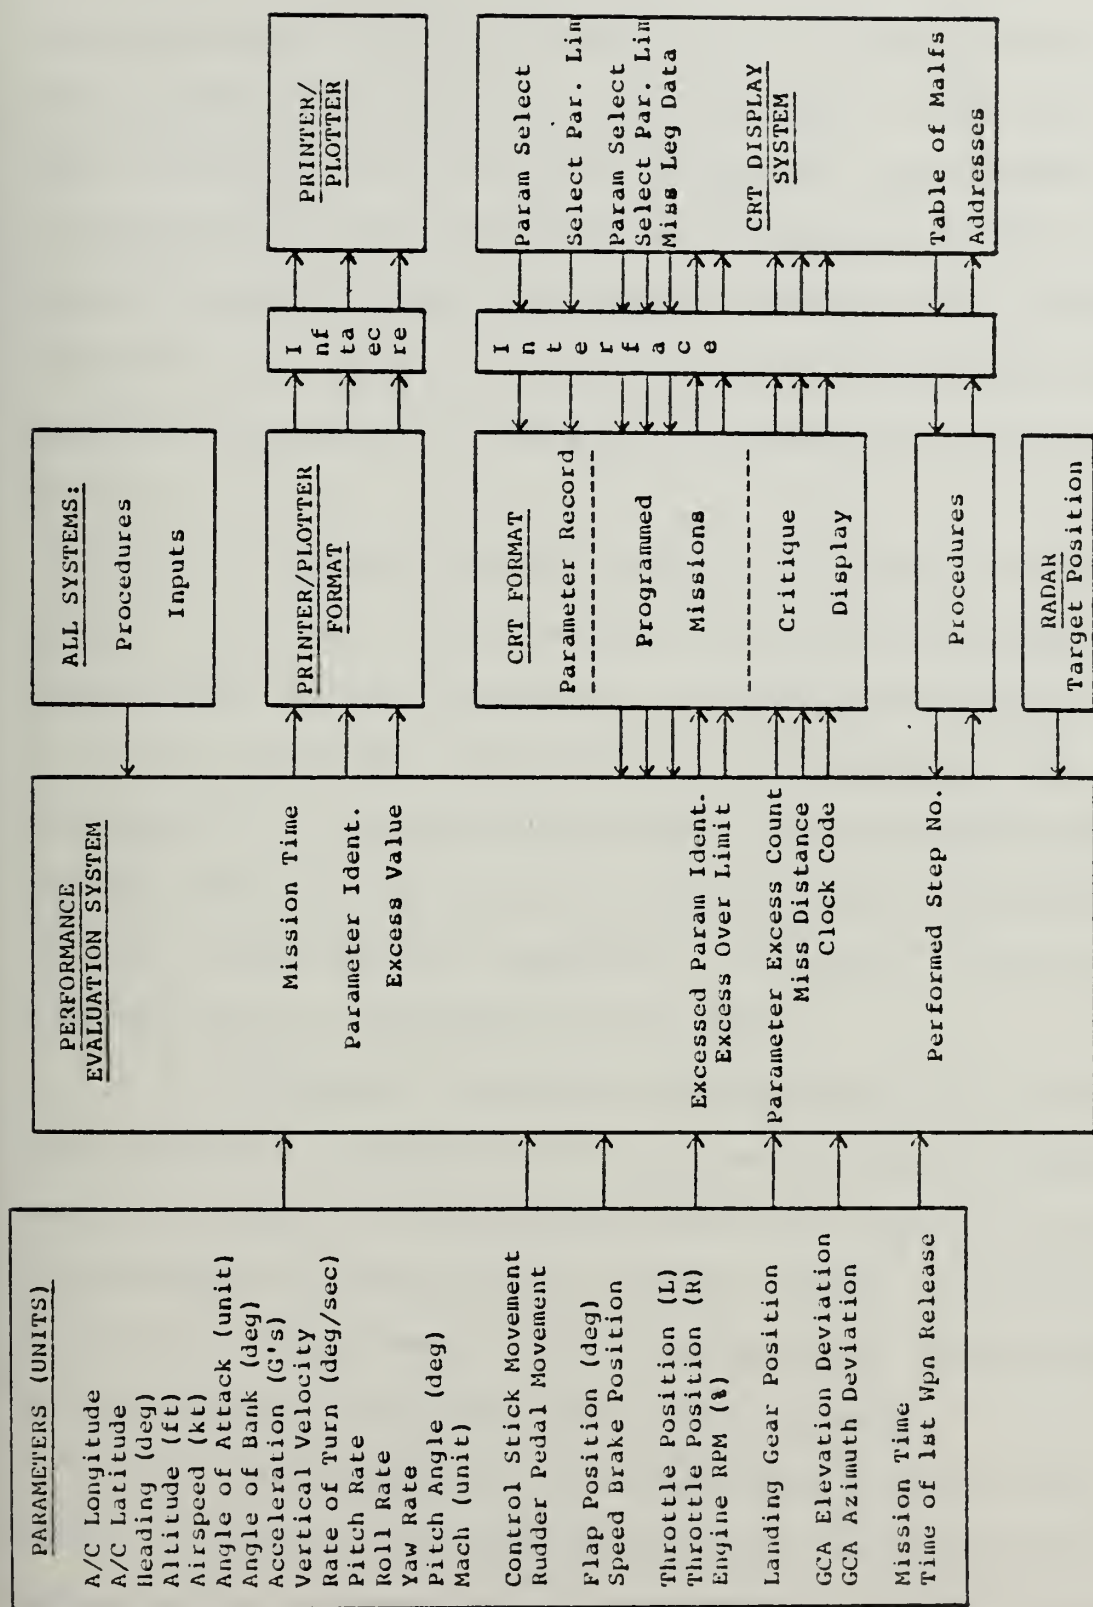 PARAMETERS (UNITS)
A/C Longitude
A/C Latitude
Heading (deg)
Altitude (ft)
Airspeed (kt)
Angle of Attack (unit)
Angle of Bank (deg)
Acceleration (G's)
Vertical Velocity
Rate of Turn (deg/sec)
Pitch Rate
Roll Rate
Yaw Rate
Pitch Angle (deg)
Mach (unit)
Control Stick Movement
Rudder Pedal Movement
Flap Position (deg)
Speed Brake Position
Throttle Position (L)
Throttle Position (R)
Engine RPM (%)
Landing Gear Position
GCA Elevation Deviation
GCA Azimuth Deviation
Mission Time
Time of 1st Wpn Release
PERFORMANCE
EVALUATION SYSTEM
Mission Time
Parameter Ident.
Excess Value
Excessed Param Ident.
Excess Over Limit
Parameter Excess Count
Miss Distance
Clock Code
Performed Step No.
ALL SYSTEMS:
Procedures
Inputs
PRINTER/PLOTTER
FORMAT
CRT FORMAT
Parameter Record
Programmed
Missions
Critique
Display
Procedures
RADAR
Target Position
I
nf
ta
ec
re
Interface
PRINTER/
PLOTTER
Param Select
Select Par. Lim
Param Select
Select Par. Lim
Miss Leg Data
CRT DISPLAY
SYSTEM
Table of Malfs
Addresses